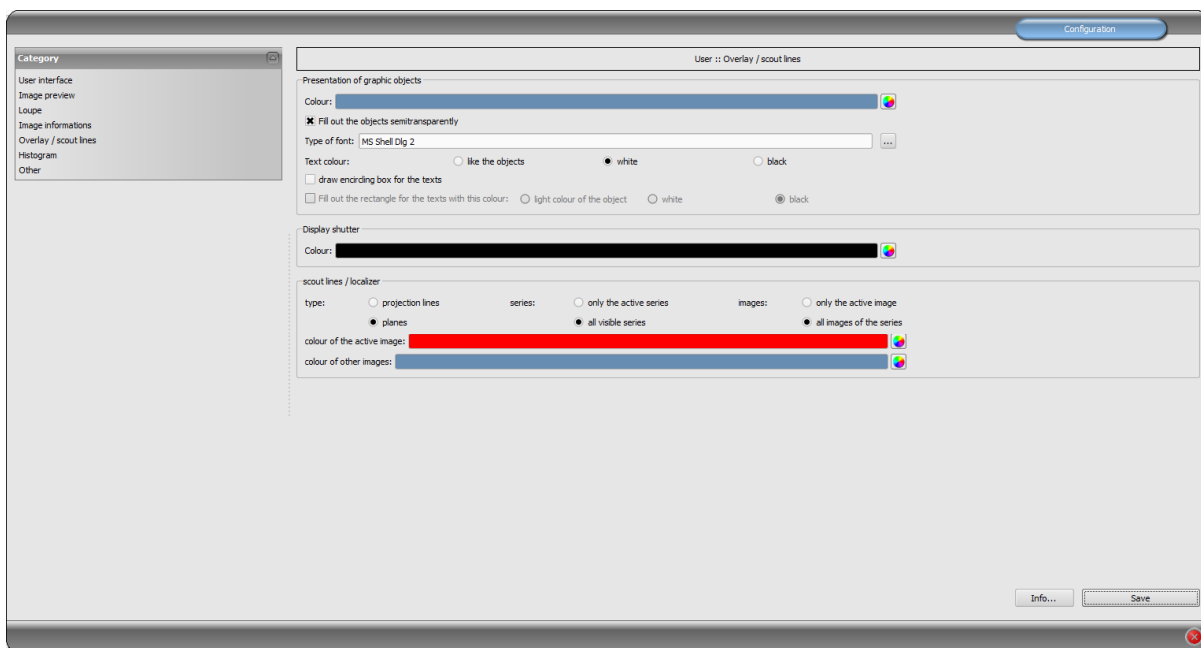 Configuration
Category
User interface
Image preview
Loupe
Image informations
Overlay / scout lines
Histogram
Other
User :: Overlay / scout lines
Presentation of graphic objects
Colour:
Fill out the objects semitransparently
Type of font: MS Shell Dlg 2 ...
Text colour: like the objects white black
draw encirding box for the texts
Fill out the rectangle for the texts with this colour: light colour of the object white black
Display shutter
Colour:
scout lines / localizer
type: projection lines series: only the active series images: only the active image
planes all visible series all images of the series
colour of the active image:
colour of other images:
Info... Save